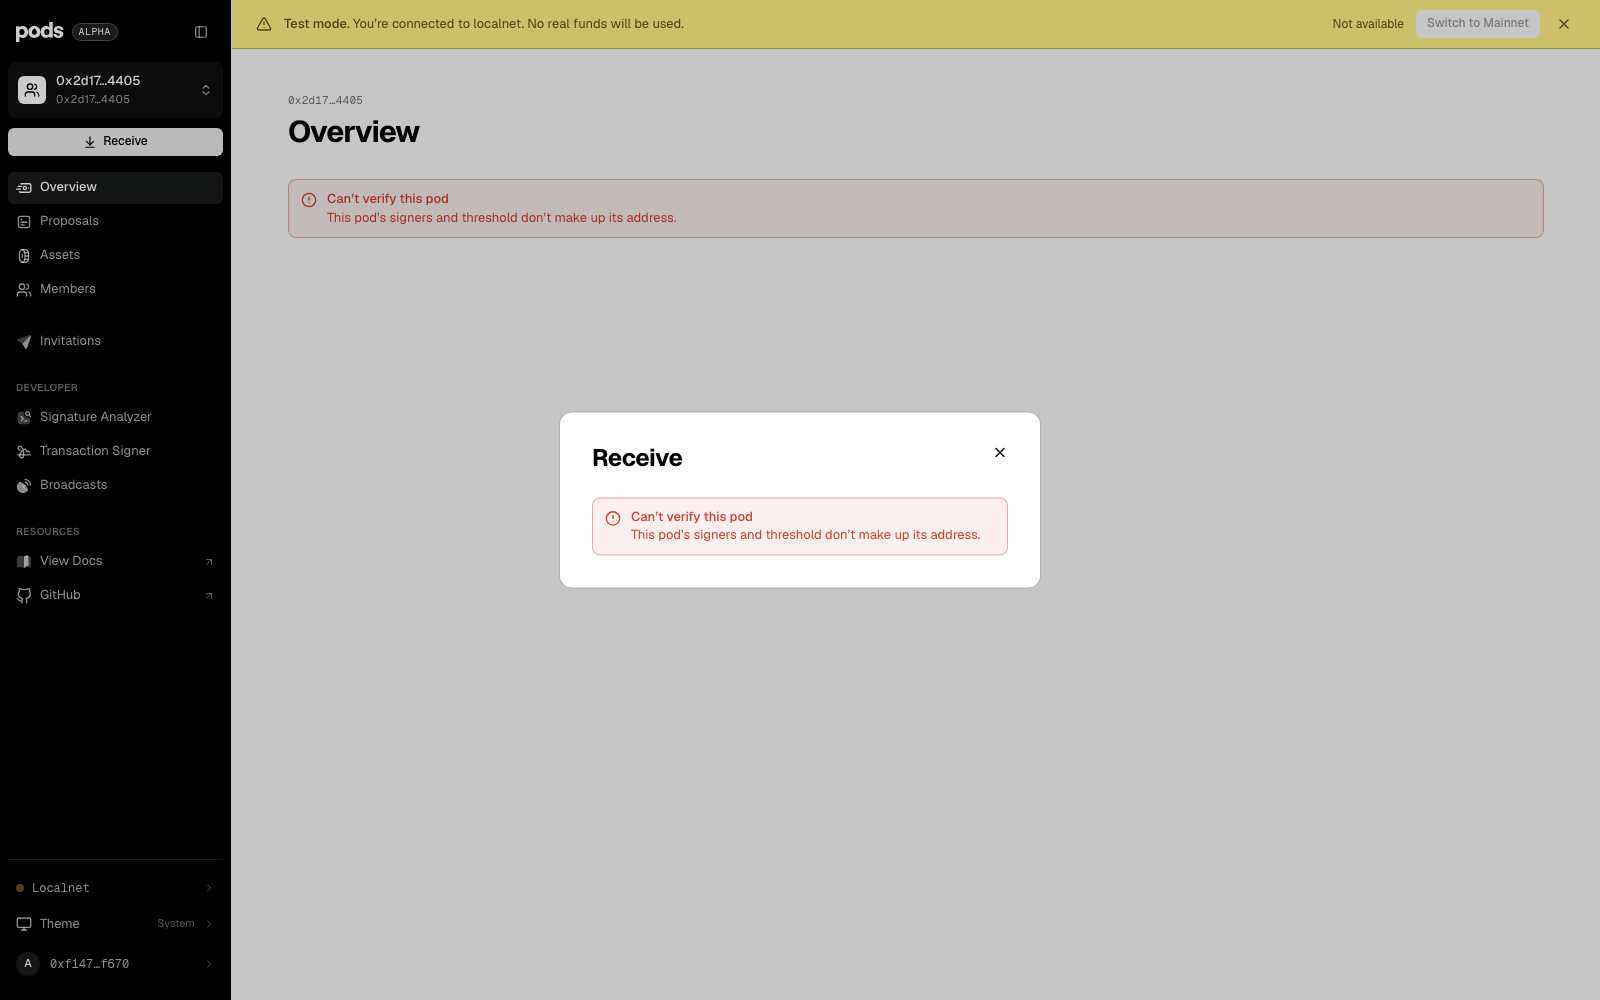 pods ALPHA
0x2d17…4405
0x2d17…4405
Receive
Overview
Proposals
Assets
Members
Invitations
DEVELOPER
Signature Analyzer
Transaction Signer
Broadcasts
RESOURCES
View Docs
GitHub
Localnet
Theme System
A 0xf147…f670
Test mode. You're connected to localnet. No real funds will be used.
Not available Switch to Mainnet
0x2d17…4405
Overview
Can't verify this pod
This pod's signers and threshold don't make up its address.
Receive
Can't verify this pod
This pod's signers and threshold don't make up its address.